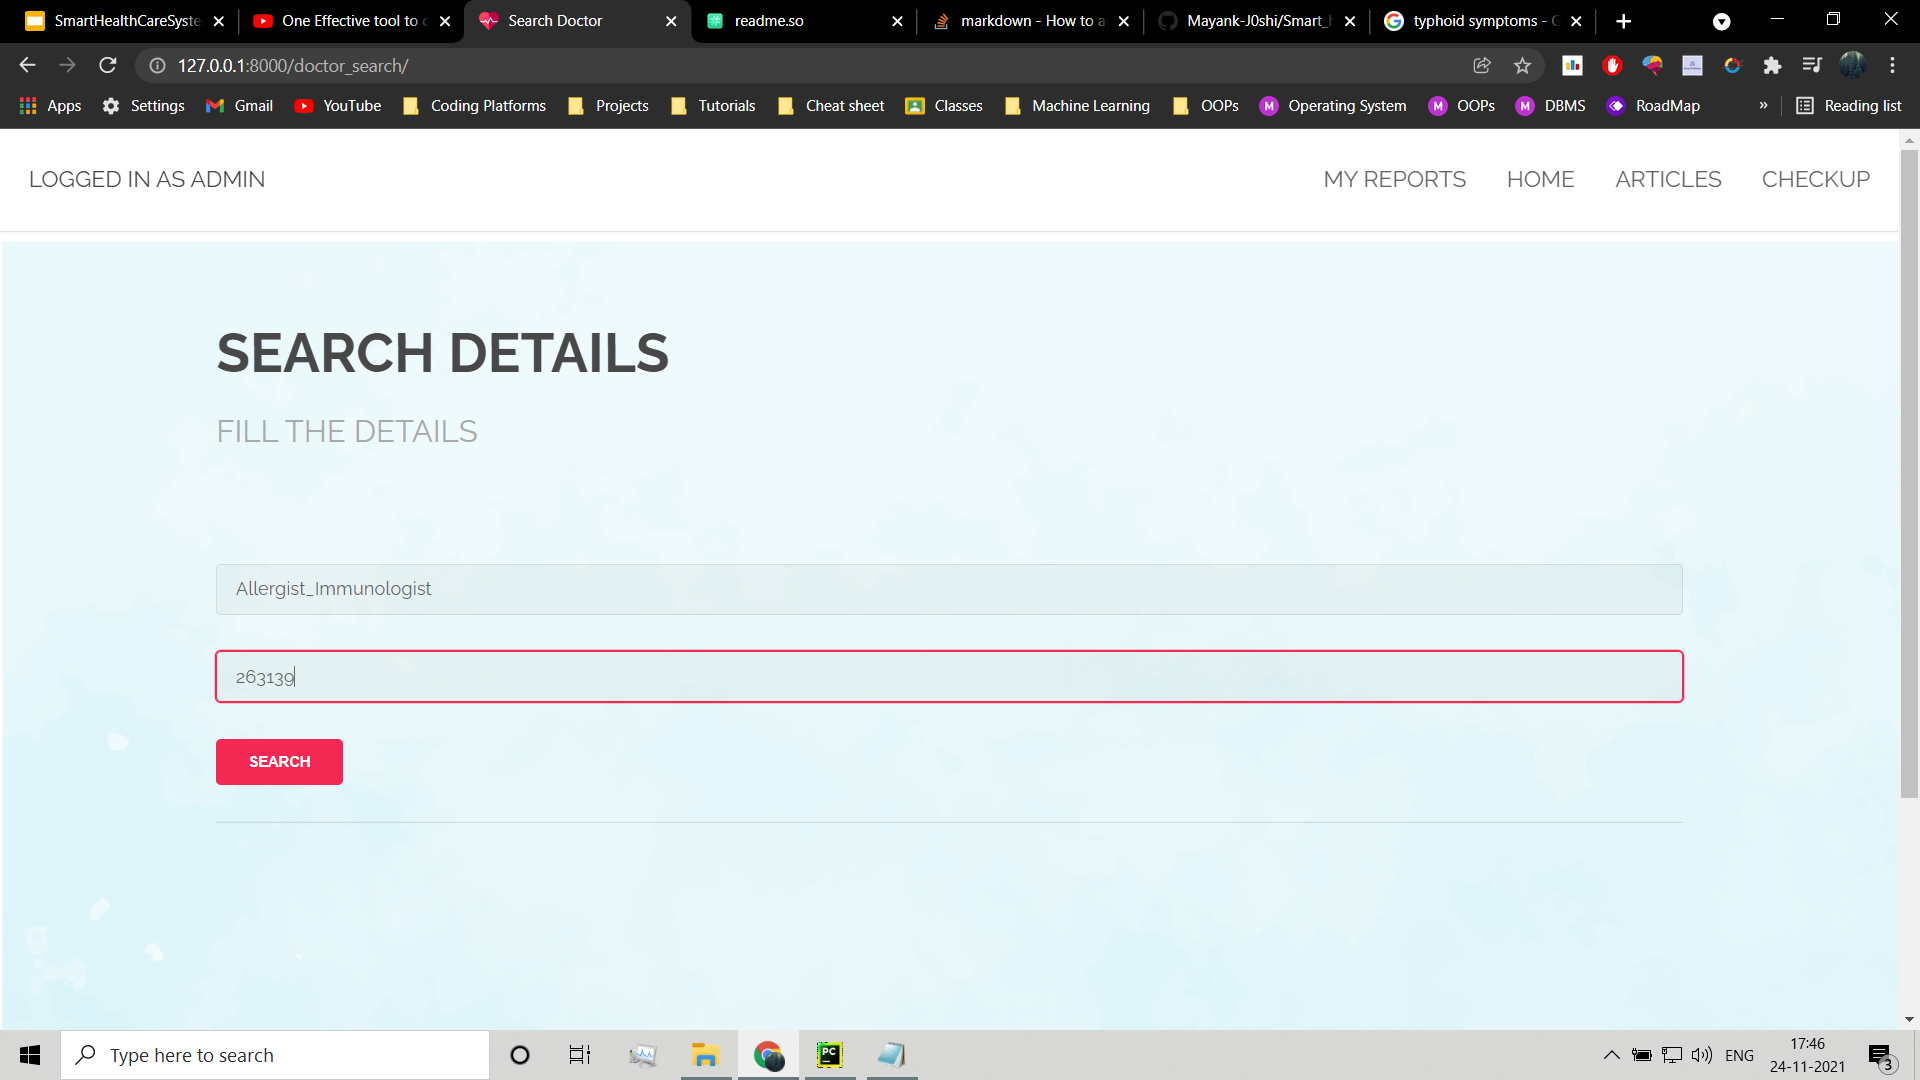 SmartHealthCareSyste
One Effective tool to c
Search Doctor
readme.so
markdown - How to a
Mayank-J0shi/Smart_h
typhoid symptoms - G
127.0.0.1:8000/doctor_search/
Apps
Settings
Gmail
YouTube
Coding Platforms
Projects
Tutorials
Cheat sheet
Classes
Machine Learning
OOPs
M Operating System
M OOPs
M DBMS
RoadMap
»
Reading list
LOGGED IN AS ADMIN
MY REPORTS
HOME
ARTICLES
CHECKUP
SEARCH DETAILS
FILL THE DETAILS
Allergist_Immunologist
263139
SEARCH
Type here to search
PC
ENG
17:46
24-11-2021
3